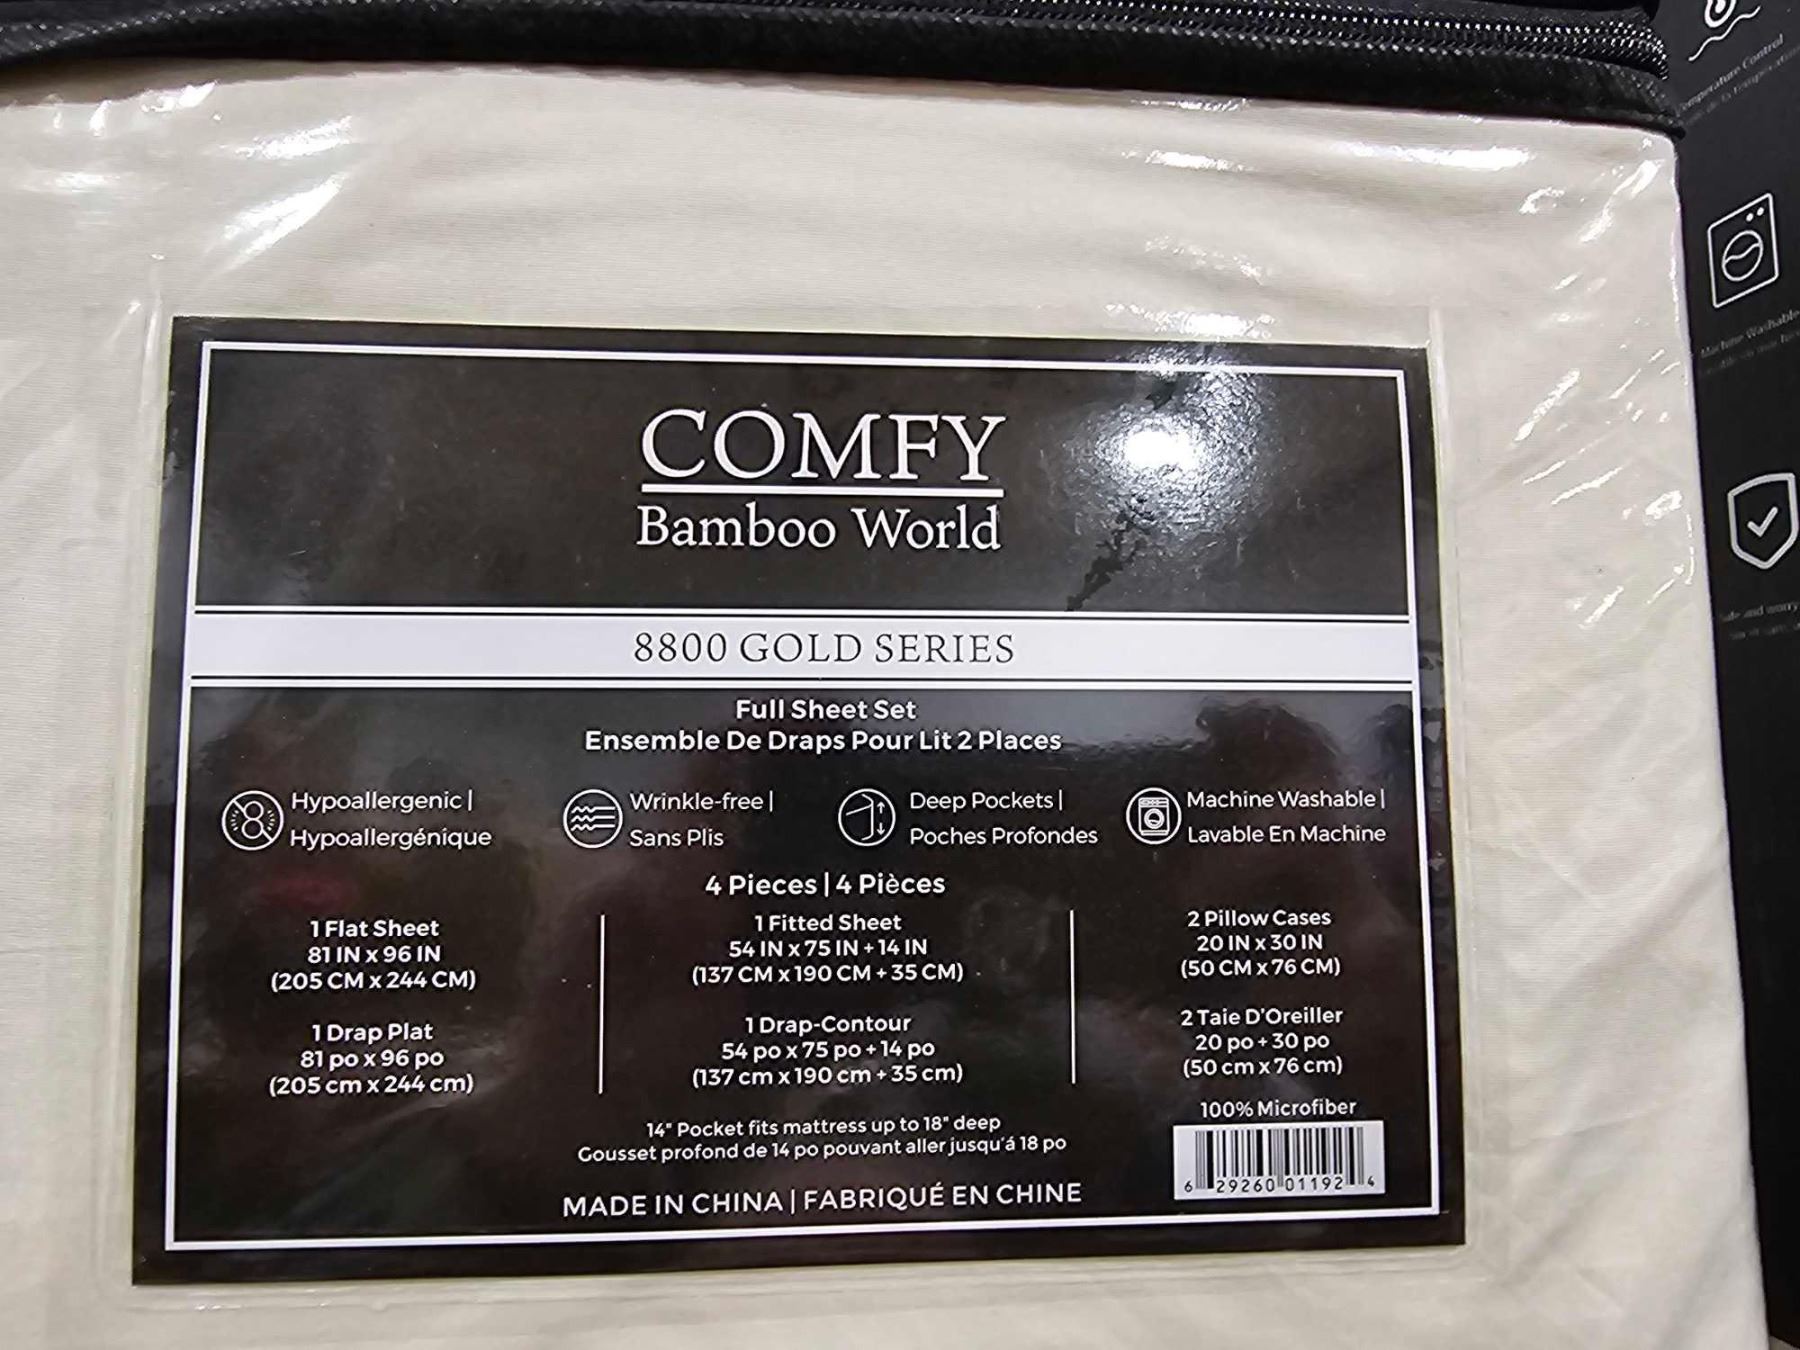 COMFY
Bamboo World
8800 GOLD SERIES
Full Sheet Set
Ensemble De Draps Pour Lit 2 Places
Hypoallergenic |
Hypoallergénique
Wrinkle-free |
Sans Plis
Deep Pockets |
Poches Profondes
Machine Washable |
Lavable En Machine
4 Pieces | 4 Pièces
1 Flat Sheet
81 IN x 96 IN
(205 CM x 244 CM)
1 Drap Plat
81 po x 96 po
(205 cm x 244 cm)
1 Fitted Sheet
54 IN x 75 IN + 14 IN
(137 CM x 190 CM + 35 CM)
1 Drap-Contour
54 po x 75 po + 14 po
(137 cm x 190 cm + 35 cm)
2 Pillow Cases
20 IN x 30 IN
(50 CM x 76 CM)
2 Taie D'Oreiller
20 po + 30 po
(50 cm x 76 cm)
100% Microfiber
14" Pocket fits mattress up to 18" deep
Gousset profond de 14 po pouvant aller jusqu'á 18 po
MADE IN CHINA | FABRIQUÉ EN CHINE
6 29260 01192 4
Temperature Control
Machine Washable